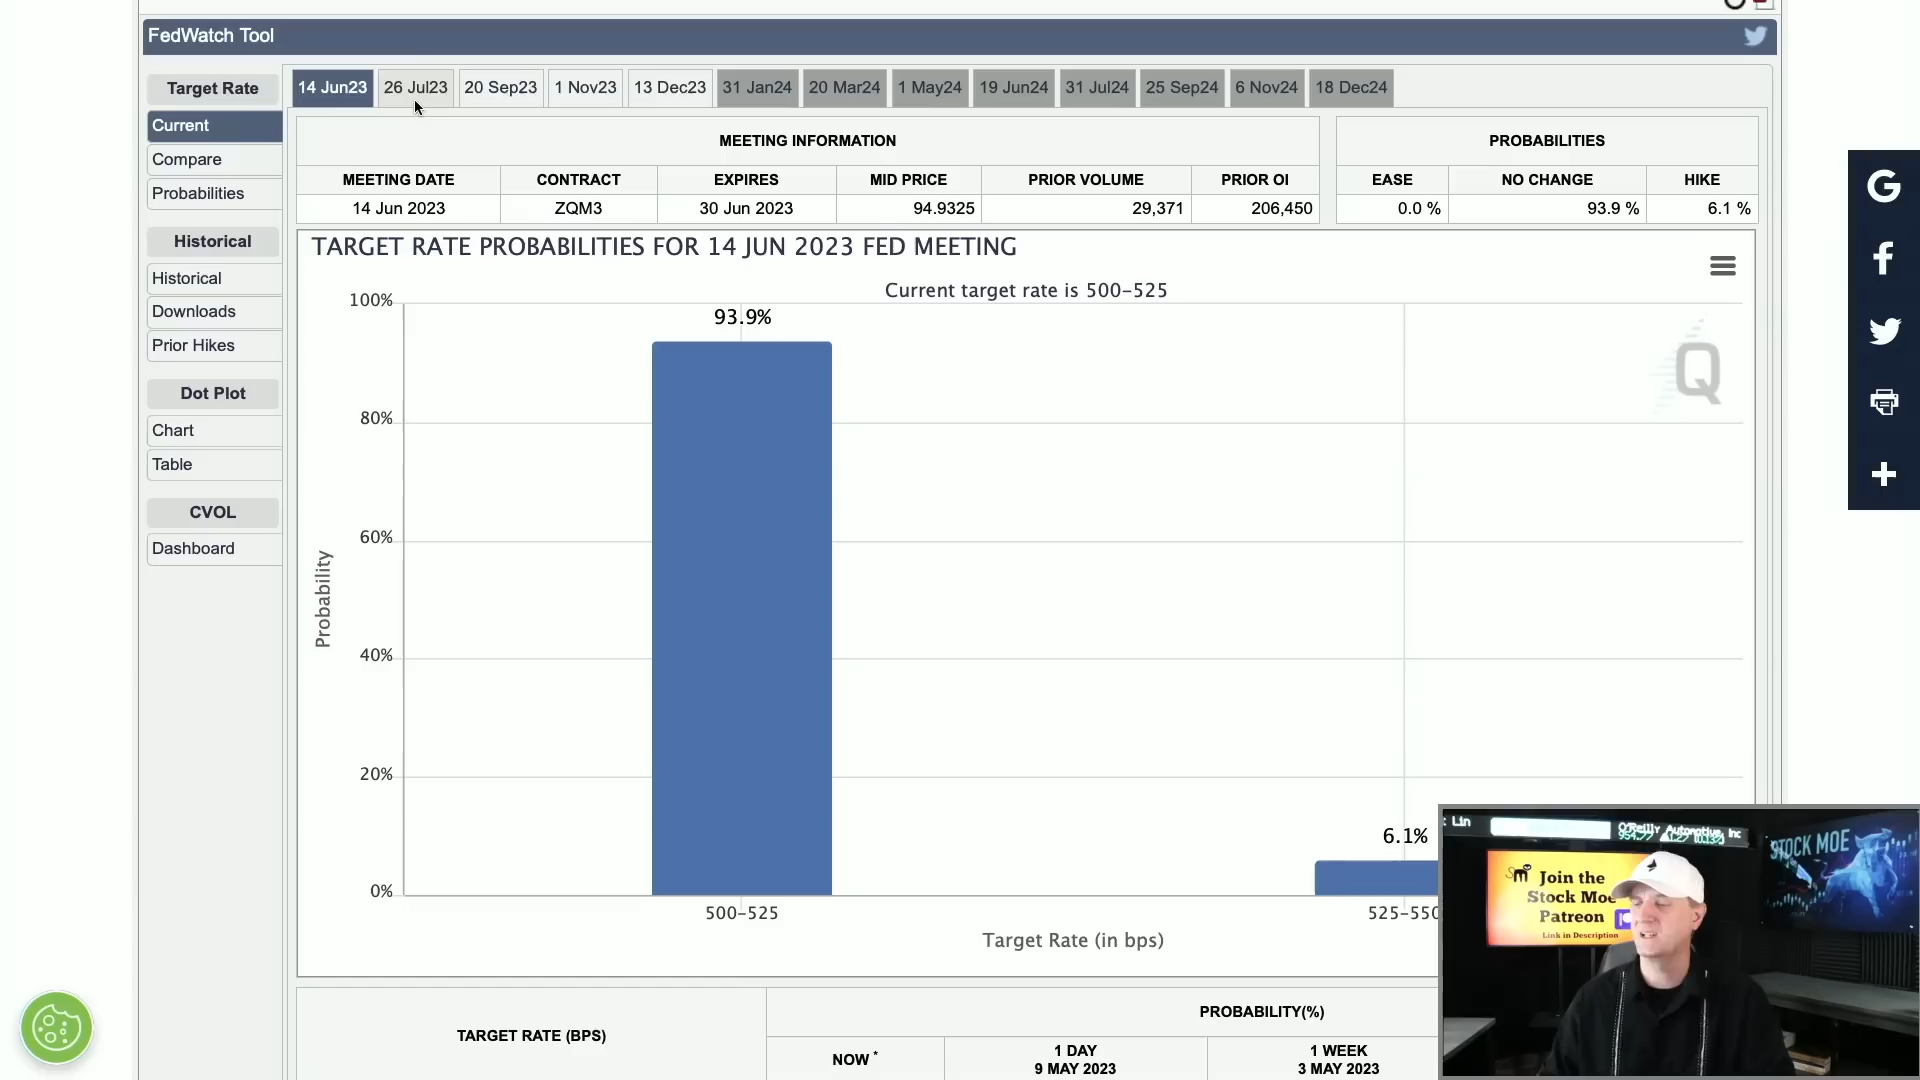 FedWatch Tool
Target Rate
Current
Compare
Probabilities
Historical
Historical
Downloads
Prior Hikes
Dot Plot
Chart
Table
CVOL
Dashboard
14 Jun23 26 Jul23 20 Sep23 1 Nov23 13 Dec23 31 Jan24 20 Mar24 1 May24 19 Jun24 31 Jul24 25 Sep24 6 Nov24 18 Dec24
MEETING INFORMATION
MEETING DATE CONTRACT EXPIRES MID PRICE PRIOR VOLUME PRIOR OI
14 Jun 2023 ZQM3 30 Jun 2023 94.9325 29,371 206,450
PROBABILITIES
EASE NO CHANGE HIKE
0.0 % 93.9 % 6.1 %
TARGET RATE PROBABILITIES FOR 14 JUN 2023 FED MEETING
Current target rate is 500-525
100%
80%
60%
40%
20%
0%
Probability
93.9%
6.1%
500-525 525-550
Target Rate (in bps)
Q
TARGET RATE (BPS)
PROBABILITY(%)
NOW *
1 DAY
9 MAY 2023
1 WEEK
3 MAY 2023
G
f
: Lin
O'Reilly Automotive, Inc
STOCK MOE
Join the
Stock Moe
Patreon
Link in Description